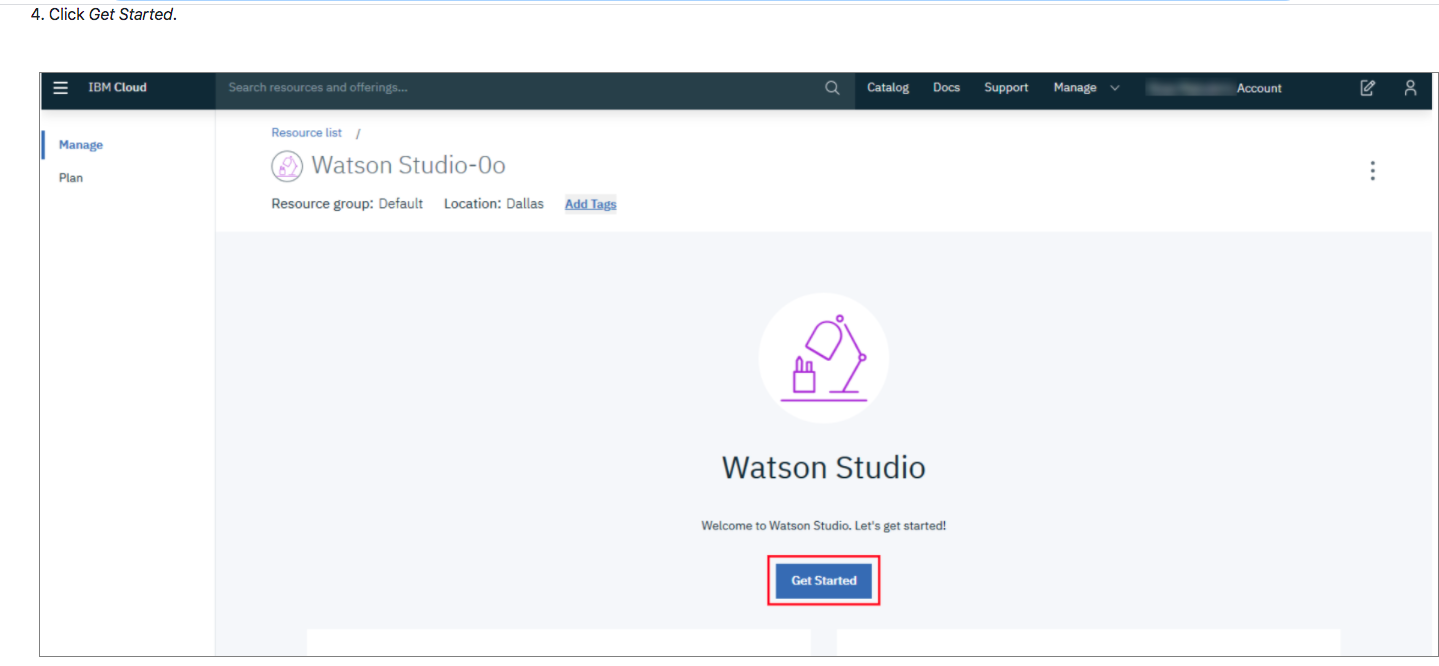 4. Click Get Started.
IBM Cloud
Search resources and offerings...
Catalog
Docs
Support
Manage
Account
Manage
Plan
Resource list /
Watson Studio-0o
Resource group: Default Location: Dallas Add Tags
Watson Studio
Welcome to Watson Studio. Let's get started!
Get Started